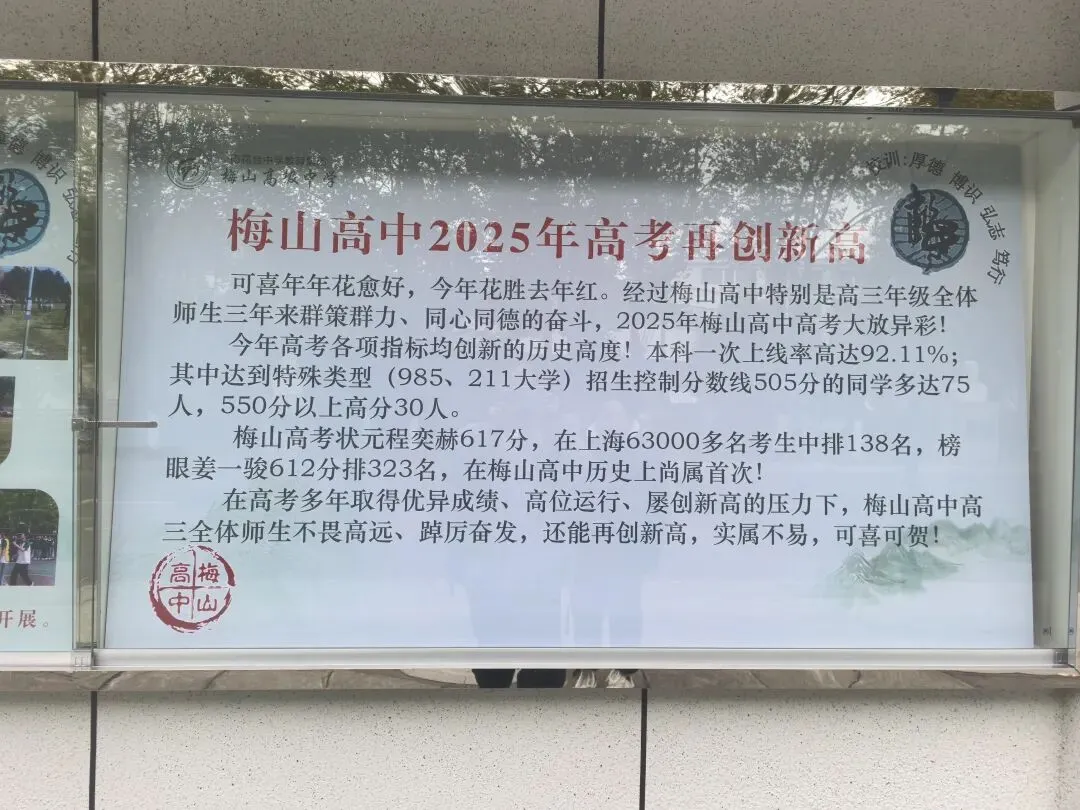 梅山高级中学
校训:厚德 博识 弘志 笃行
梅山高中2025年高考再创新高
可喜年年花愈好，今年花胜去年红。经过梅山高中特别是高三年级全体
师生三年来群策群力、同心同德的奋斗，2025年梅山高中高考大放异彩！
今年高考各项指标均创新的历史高度！本科一次上线率高达92.11%；
其中达到特殊类型（985、211大学）招生控制分数线505分的同学多达75
人，550分以上高分30人。
梅山高考状元程奕赫617分，在上海63000多名考生中排138名，榜
眼姜一骏612分排323名，在梅山高中历史上尚属首次！
在高考多年取得优异成绩、高位运行、屡创新高的压力下，梅山高中高
三全体师生不畏高远、踔厉奋发，还能再创新高，实属不易，可喜可贺！
高梅
中山
德 博识 弘
开展。